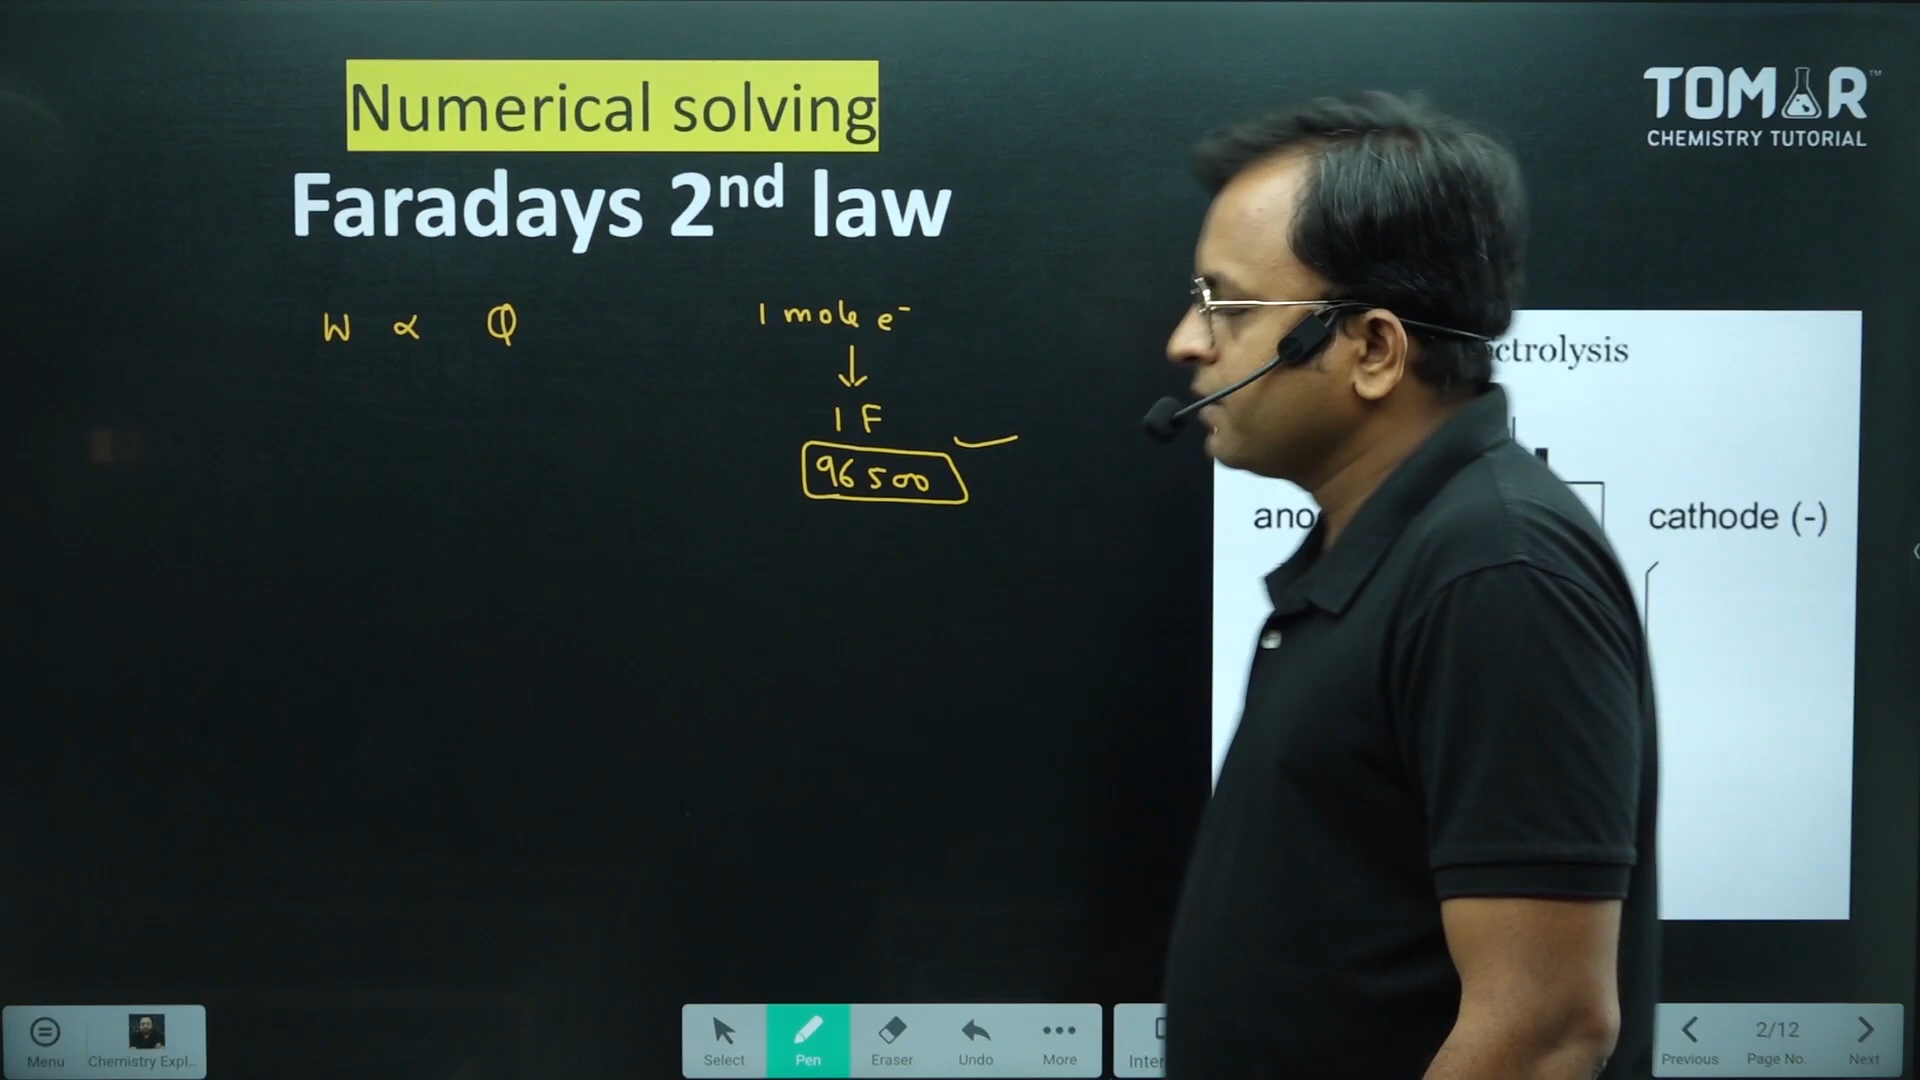 Numerical solving
Faradays 2nd law
TOMAR™
CHEMISTRY TUTORIAL
W ∝ Q
1 mole e⁻
↓
1 F
96500
ctrolysis
ano
cathode (-)
Menu
Chemistry Expl...
Select
Pen
Eraser
Undo
More
Inter
Previous
2/12
Page No.
Next